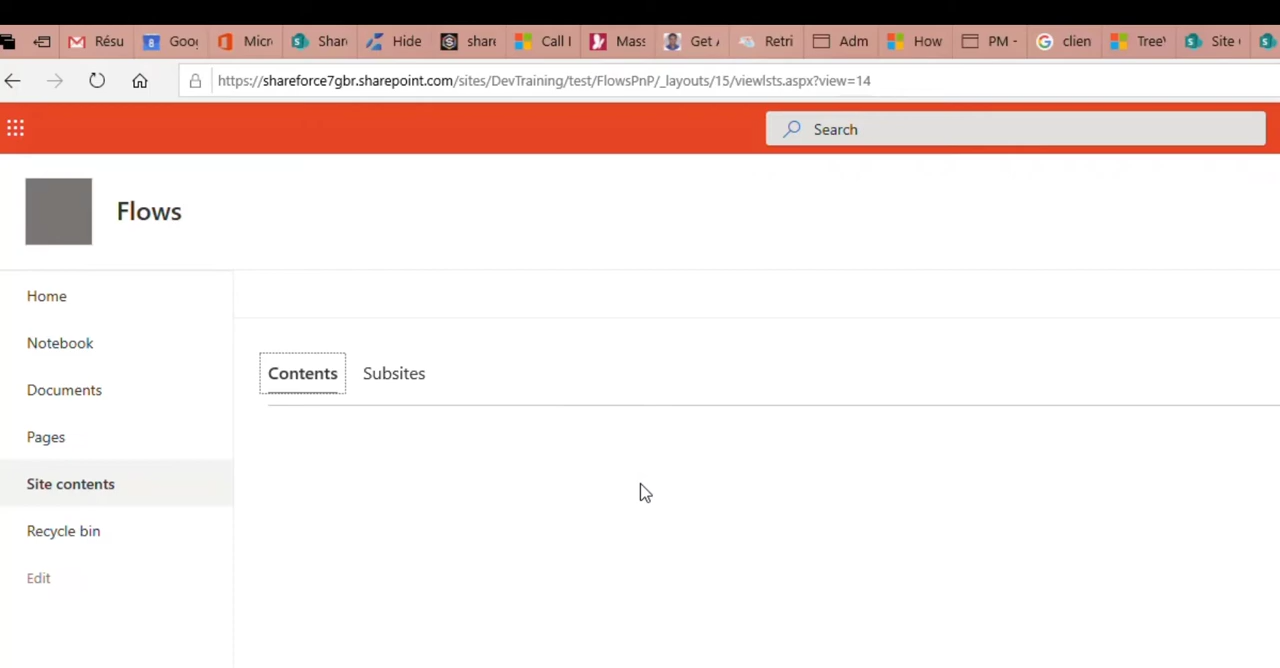 Résu Goo Micr Shar Hide share Call I Mass Get Retri Adm How PM - clien Tree Site
https://shareforce7gbr.sharepoint.com/sites/DevTraining/test/FlowsPnP/_layouts/15/viewlsts.aspx?view=14
Search
Flows
Home
Notebook
Documents
Pages
Site contents
Recycle bin
Edit
Contents Subsites